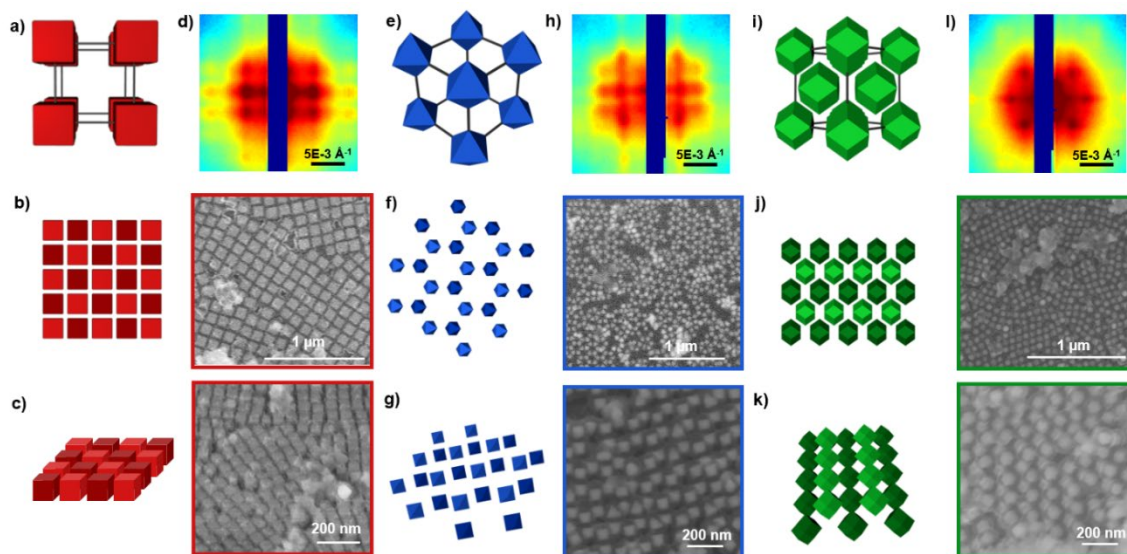 a)
d)
5E-3 Å-1
e)
h)
5E-3 Å-1
i)
l)
5E-3 Å-1
b)
1 µm
f)
1 µm
j)
1 µm
c)
200 nm
g)
200 nm
k)
200 nm